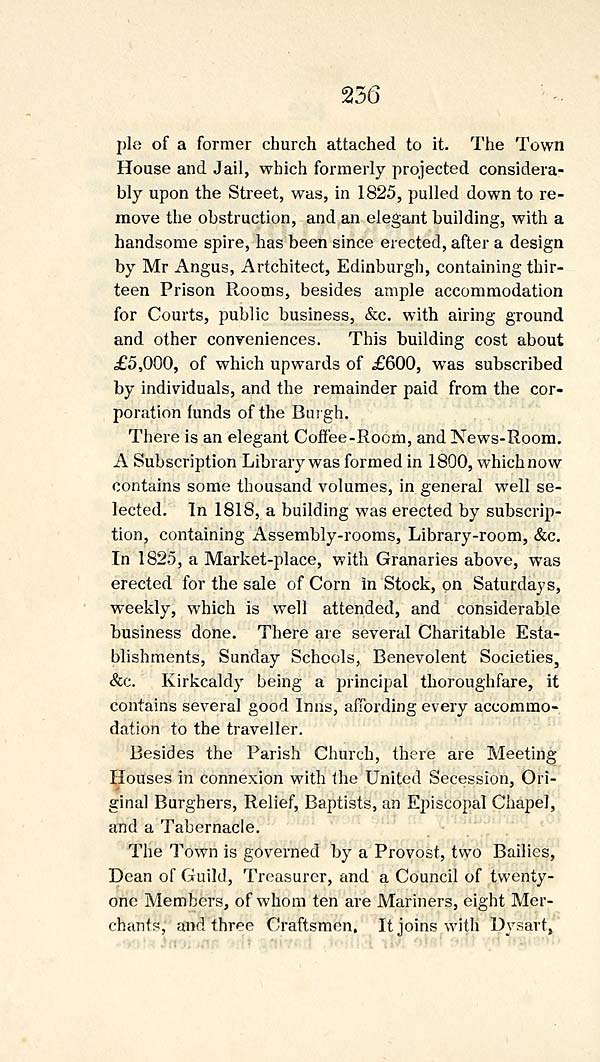 236
ple of a former church attached to it. The Town
House and Jail, which formerly projected considera-
bly upon the Street, was, in 1825, pulled down to re-
move the obstruction, and an elegant building, with a
handsome spire, has been since erected, after a design
by Mr Angus, Artchitect, Edinburgh, containing thir-
teen Prison Rooms, besides ample accommodation
for Courts, public business, &c. with airing ground
and other conveniences. This building cost about
£5,000, of which upwards of £600, was subscribed
by individuals, and the remainder paid from the cor-
poration funds of the Burgh.
There is an elegant Coffee-Room, and News-Room.
A Subscription Library was formed in 1800, which now
contains some thousand volumes, in general well se-
lected. In 1818, a building was erected by subscrip-
tion, containing Assembly-rooms, Library-room, &c.
In 1825, a Market-place, with Granaries above, was
erected for the sale of Corn in Stock, on Saturdays,
weekly, which is well attended, and considerable
business done. There are several Charitable Esta-
blishments, Sunday Schools, Benevolent Societies,
&c. Kirkcaldy being a principal thoroughfare, it
contains several good Inns, affording every accommo-
dation to the traveller.
Besides the Parish Church, there are Meeting
Houses in connexion with the United Secession, Ori-
ginal Burghers, Relief, Baptists, an Episcopal Chapel,
and a Tabernacle.
The Town is governed by a Provost, two Bailies,
Dean of Guild, Treasurer, and a Council of twenty-
one Members, of whom ten are Mariners, eight Mer-
chants, and three Craftsmen. It joins with Dysart,